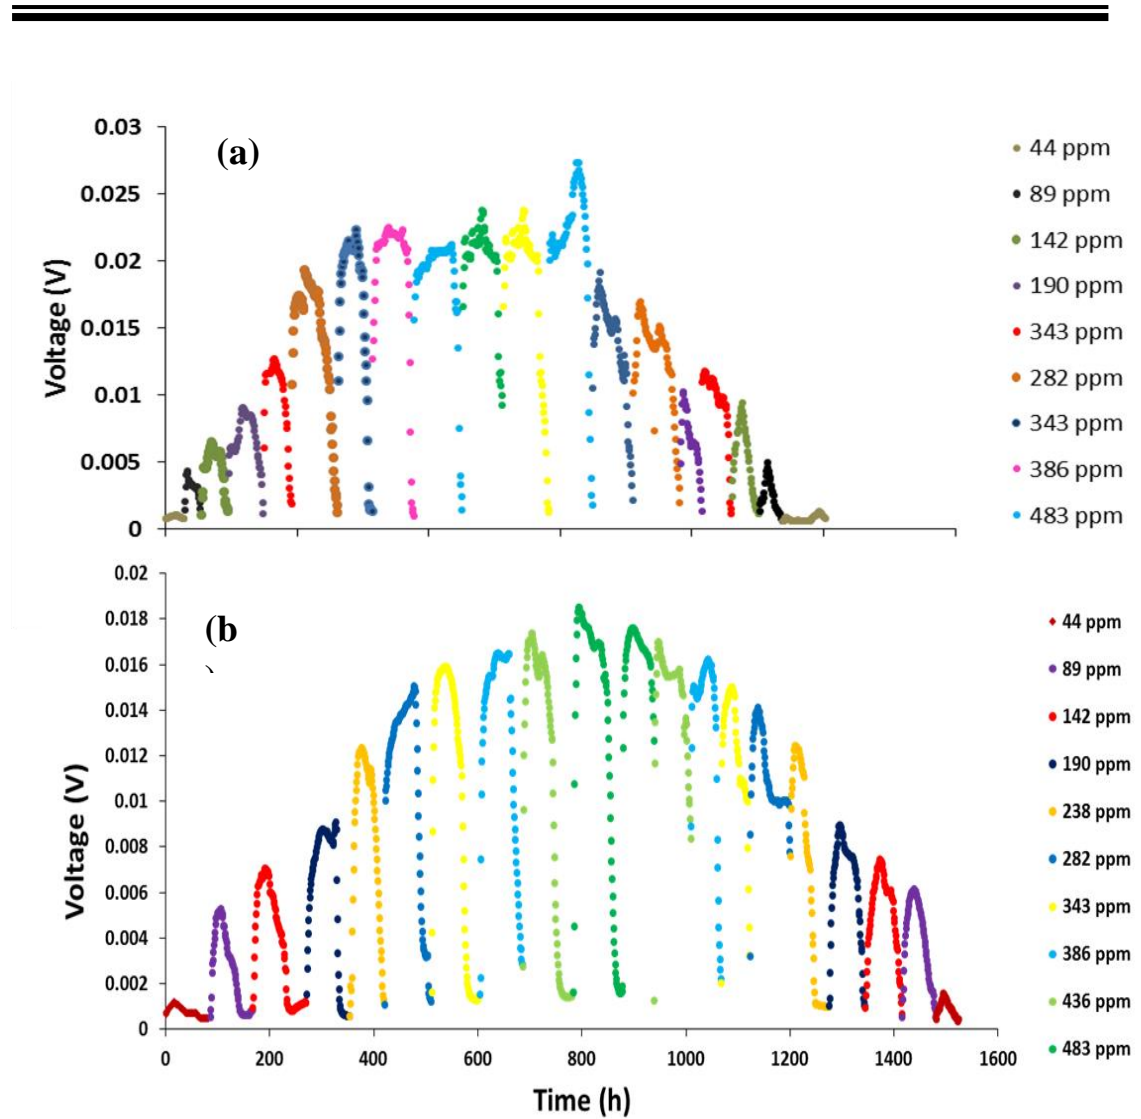 (a)
Voltage (V)
0.03
0.025
0.02
0.015
0.01
0.005
0
44 ppm
89 ppm
142 ppm
190 ppm
343 ppm
282 ppm
343 ppm
386 ppm
483 ppm
(b
)
Voltage (V)
0.02
0.018
0.016
0.014
0.012
0.01
0.008
0.006
0.004
0.002
0
0 200 400 600 800 1000 1200 1400 1600
Time (h)
44 ppm
89 ppm
142 ppm
190 ppm
238 ppm
282 ppm
343 ppm
386 ppm
436 ppm
483 ppm